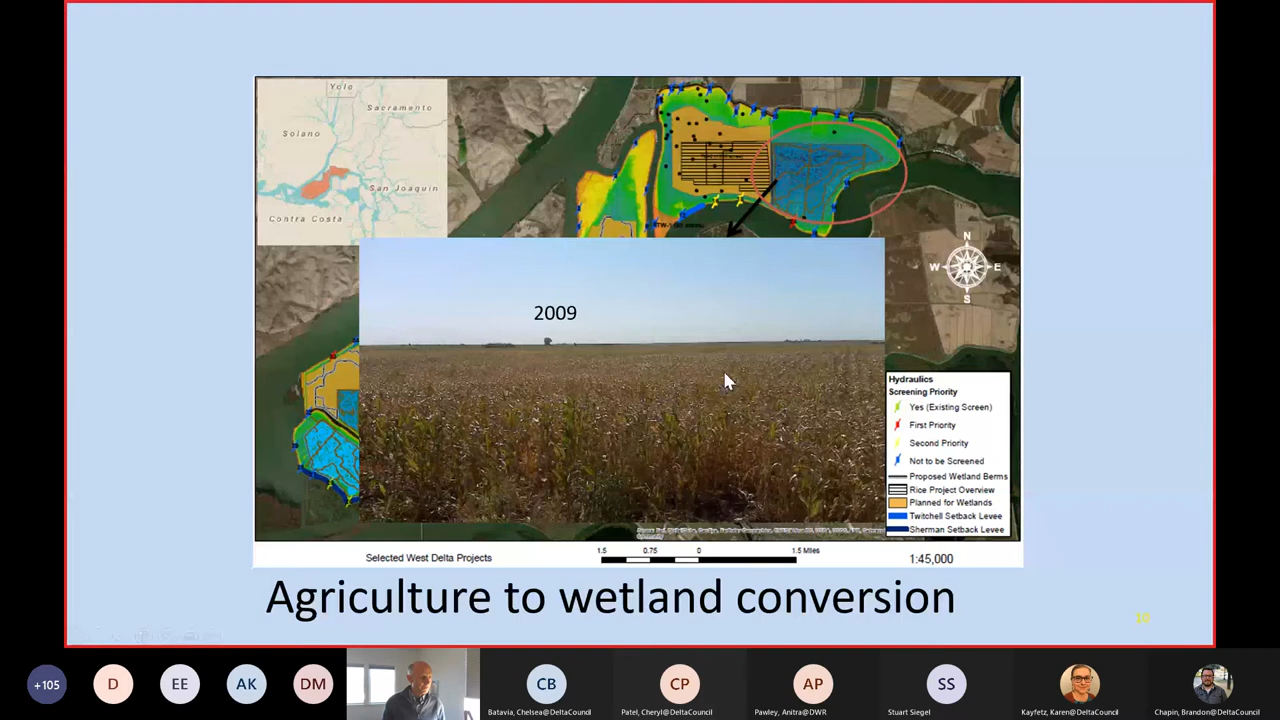 Yolo
Sacramento
Solano
San Joaquin
Contra Costa
N
W
E
S
2009
Hydraulics
Screening Priority
Yes (Existing Screen)
First Priority
Second Priority
Not to be Screened
Proposed Wetland Berms
Rice Project Overview
Planned for Wetlands
Twitchell Setback Levee
Sherman Setback Levee
Selected West Delta Projects
1.5 0.75 0 1.5 Miles
1:45,000
Agriculture to wetland conversion
10
+105
D
EE
AK
DM
CB
CP
AP
SS
Batavia, Chelsea@DeltaCouncil
Patel, Cheryl@DeltaCouncil
Pawley, Anitra@DWR
Stuart Siegel
Kayfetz, Karen@DeltaCouncil
Chapin, Brandon@DeltaCouncil